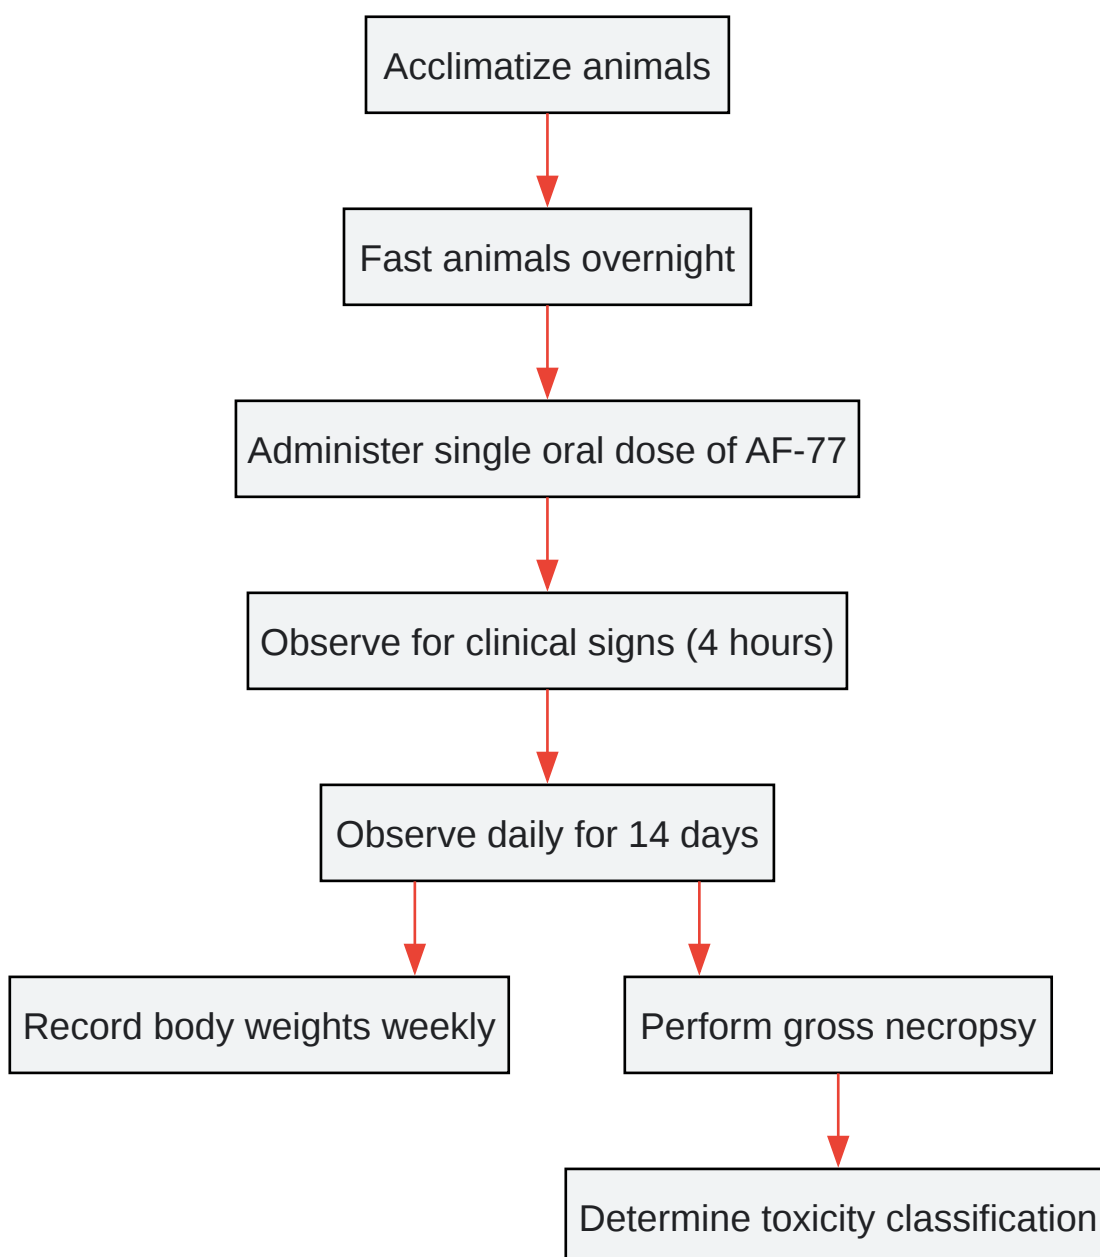 Acclimatize animals
Fast animals overnight
Administer single oral dose of AF-77
Observe for clinical signs (4 hours)
Observe daily for 14 days
Record body weights weekly
Perform gross necropsy
Determine toxicity classification